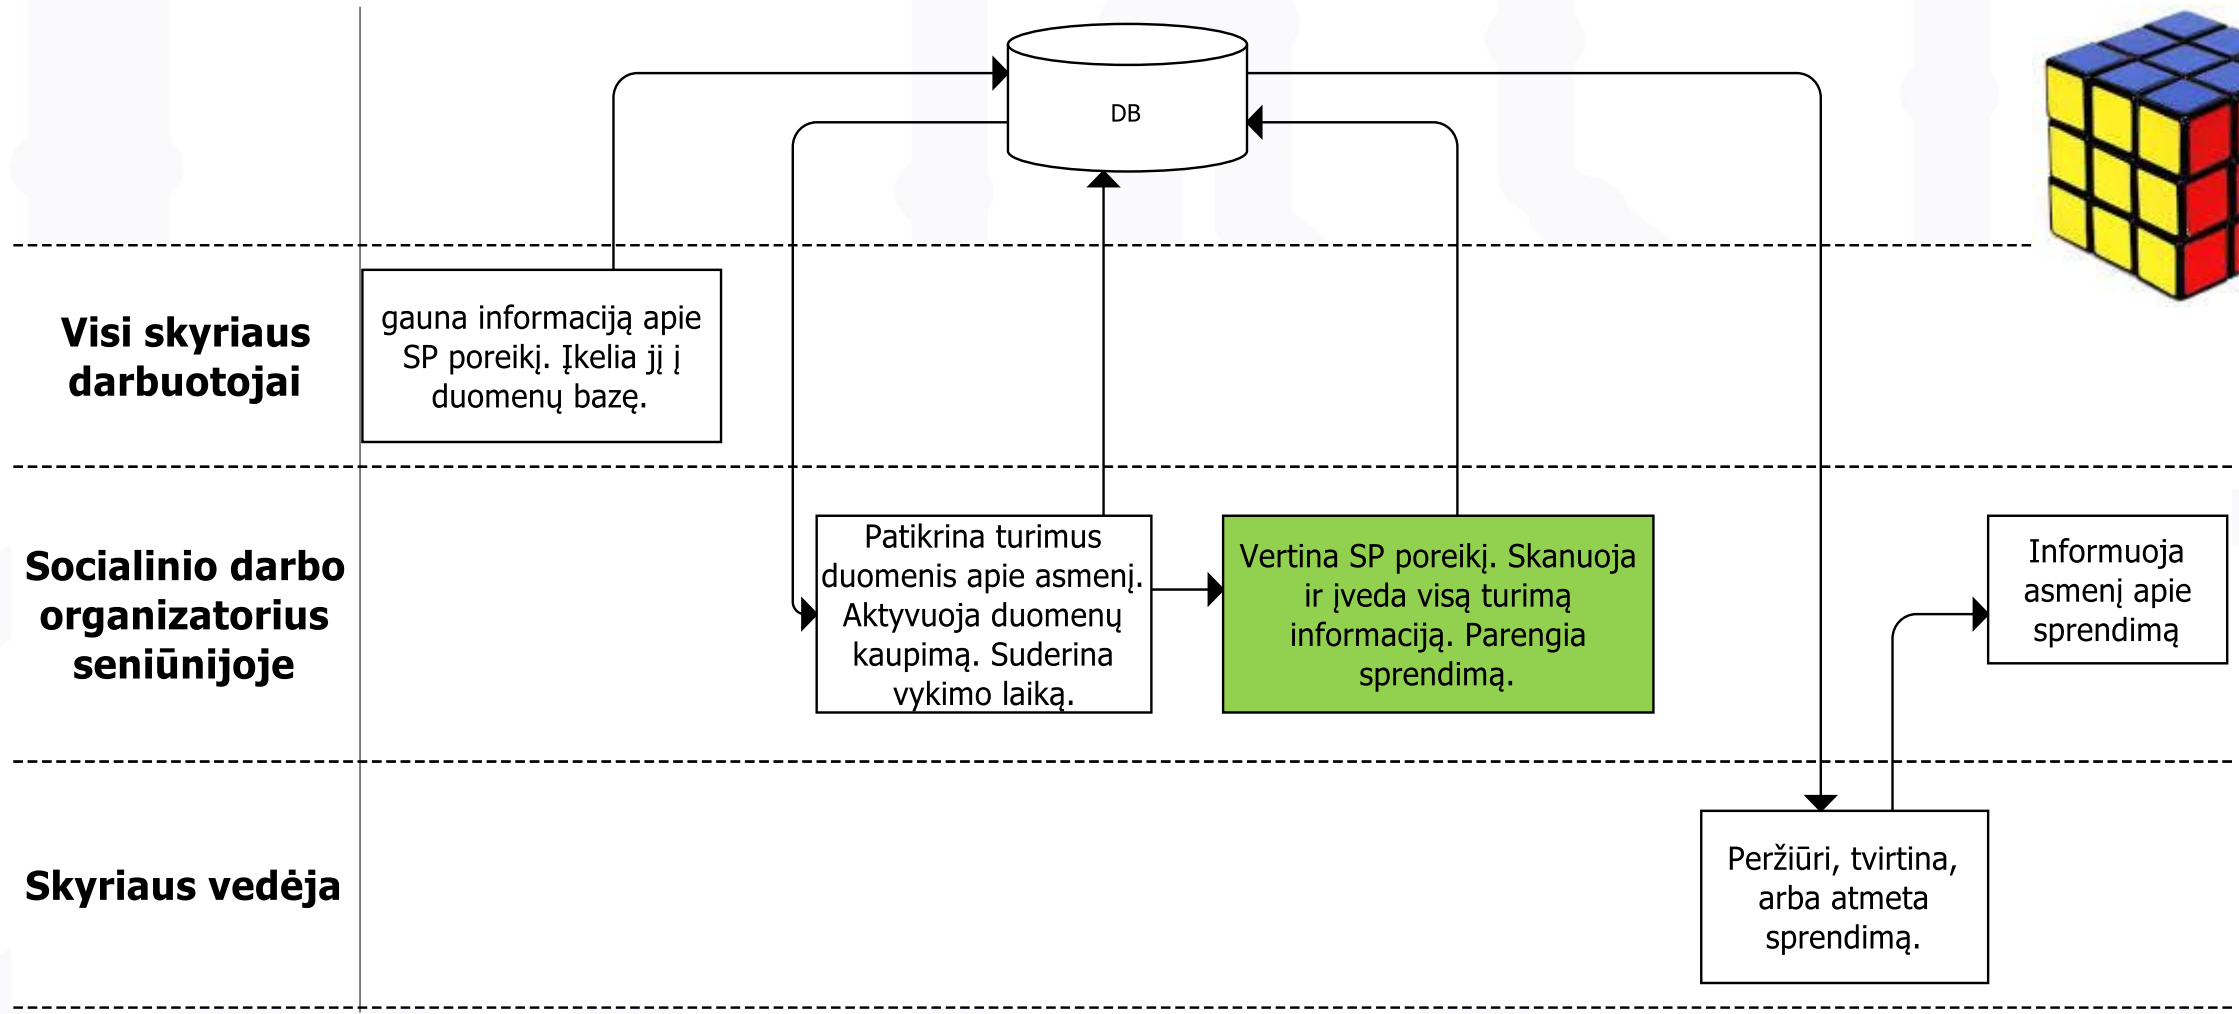 DB
Visi skyriaus
darbuotojai
gauna informaciją apie
SP poreikį. Įkelia jį į
duomenų bazę.
Socialinio darbo
organizatorius
seniūnijoje
Patikrina turimus
duomenis apie asmenį.
Aktyvuoja duomenų
kaupimą. Suderina
vykimo laiką.
Vertina SP poreikį. Skanuoja
ir įveda visą turimą
informaciją. Parengia
sprendimą.
Informuoja
asmenį apie
sprendimą
Skyriaus vedėja
Peržiūri, tvirtina,
arba atmeta
sprendimą.